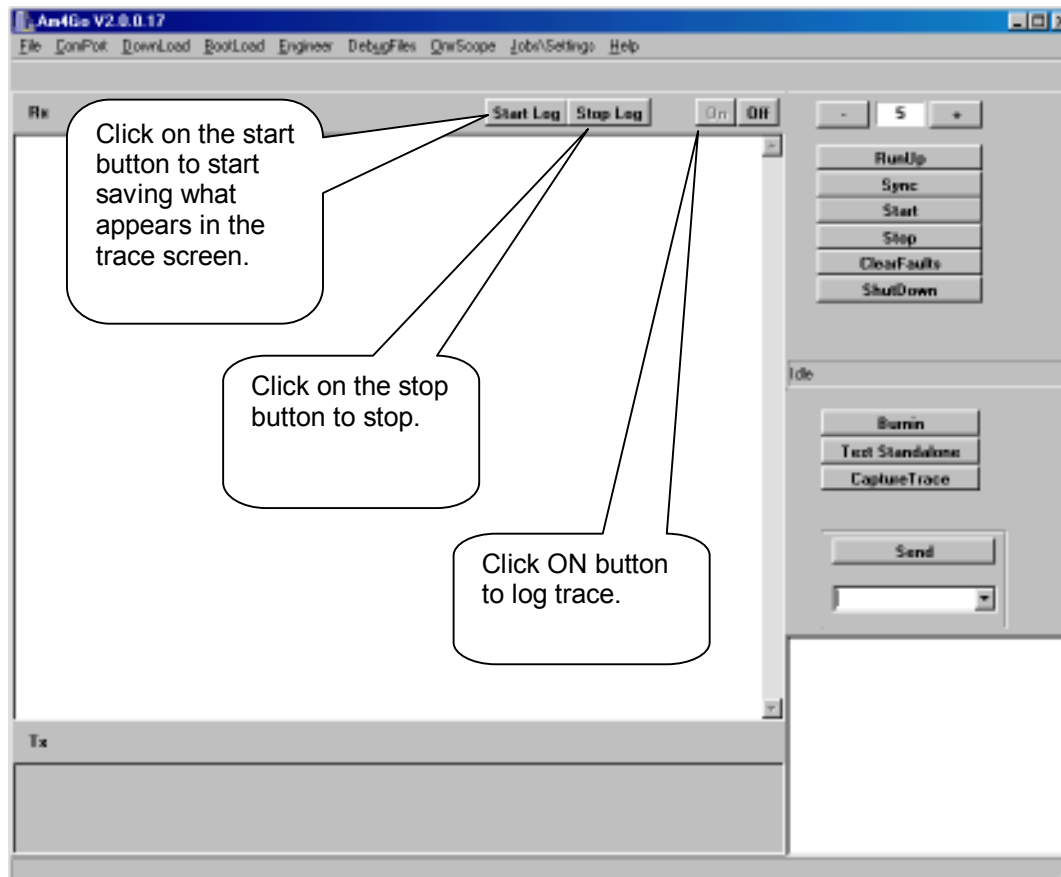 Am4Go V2.0.0.17
File ComPort DownLoad BootLoad Engineer DebugFiles QnxScope Jobs\Settings Help
Rx
Start Log Stop Log On Off
- 5 +
Click on the start
button to start
saving what
appears in the
trace screen.
RunUp
Sync
Start
Stop
ClearFaults
ShutDown
Click on the stop
button to stop.
Idle
Burnin
Test Standalone
CaptureTrace
Click ON button
to log trace.
Send
Tx